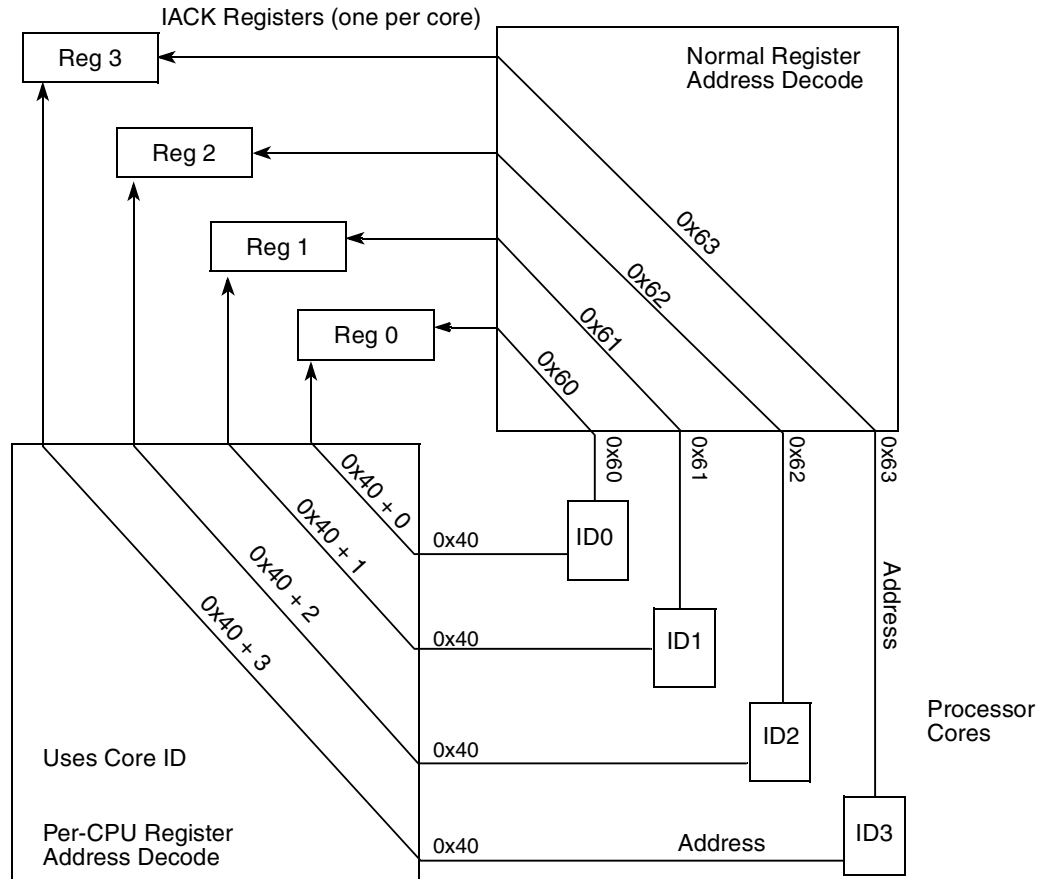 IACK Registers (one per core)
Reg 3
Normal Register
Address Decode
Reg 2
0x63
Reg 1
0x62
0x61
Reg 0
0x60
0x60
0x61
0x62
0x63
0x40 + 0
0x40
ID0
0x40 + 1
0x40 + 2
Address
0x40 + 3
0x40
ID1
Processor
Cores
0x40
ID2
Uses Core ID
Per-CPU Register
Address Decode
0x40
Address
ID3